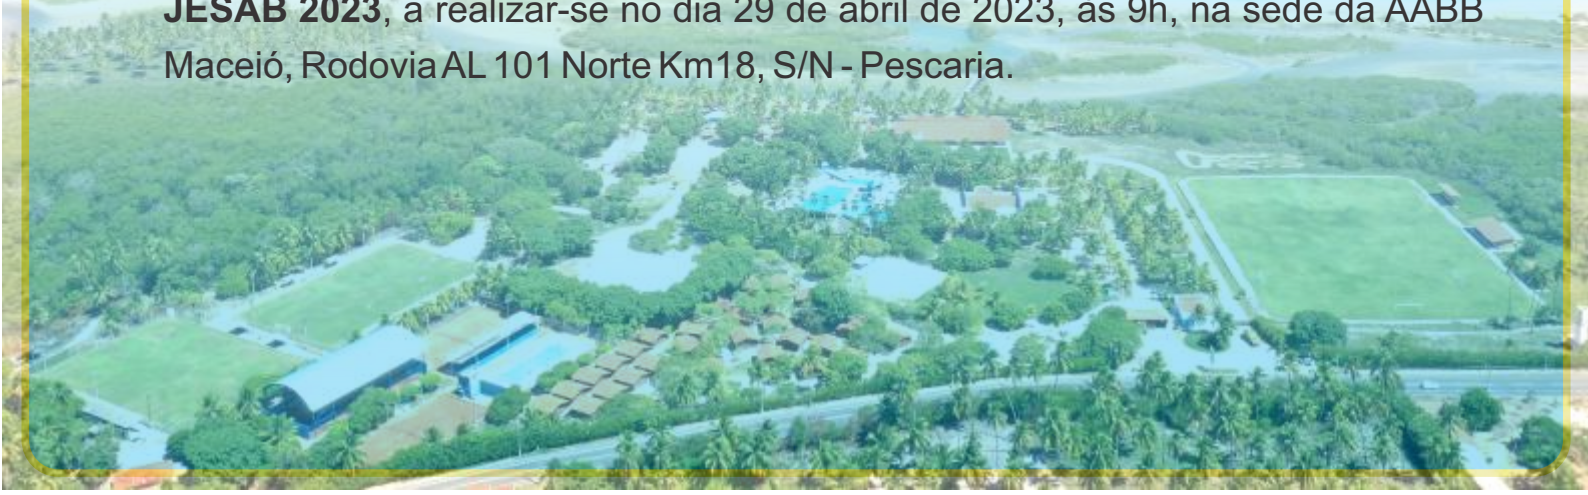 JESAB 2023, a realizar-se no dia 29 de abril de 2023, às 9h, na sede da AABB
Maceió, Rodovia AL 101 Norte Km18, S/N - Pescaria.